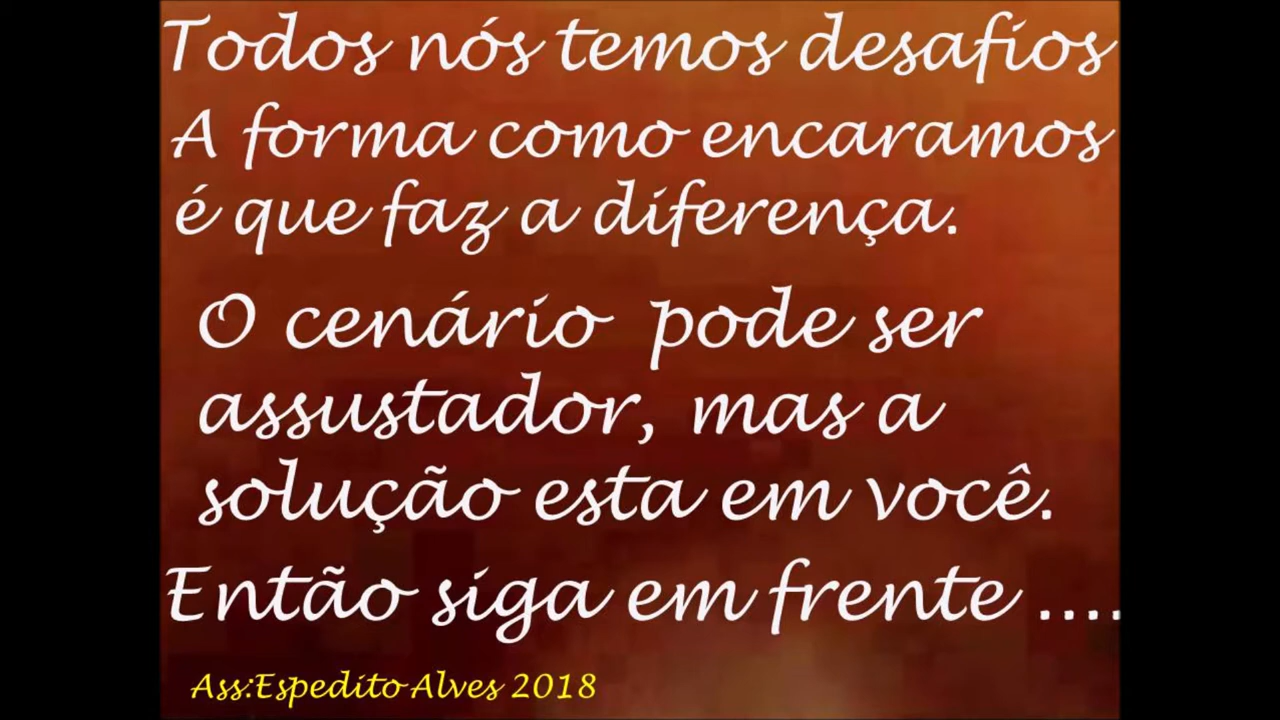 Todos nós temos desafios
A forma como encaramos
é que faz a diferença.
O cenário pode ser
assustador, mas a
solução esta em você.
Então siga em frente ....
Ass:Espedito Alves 2018